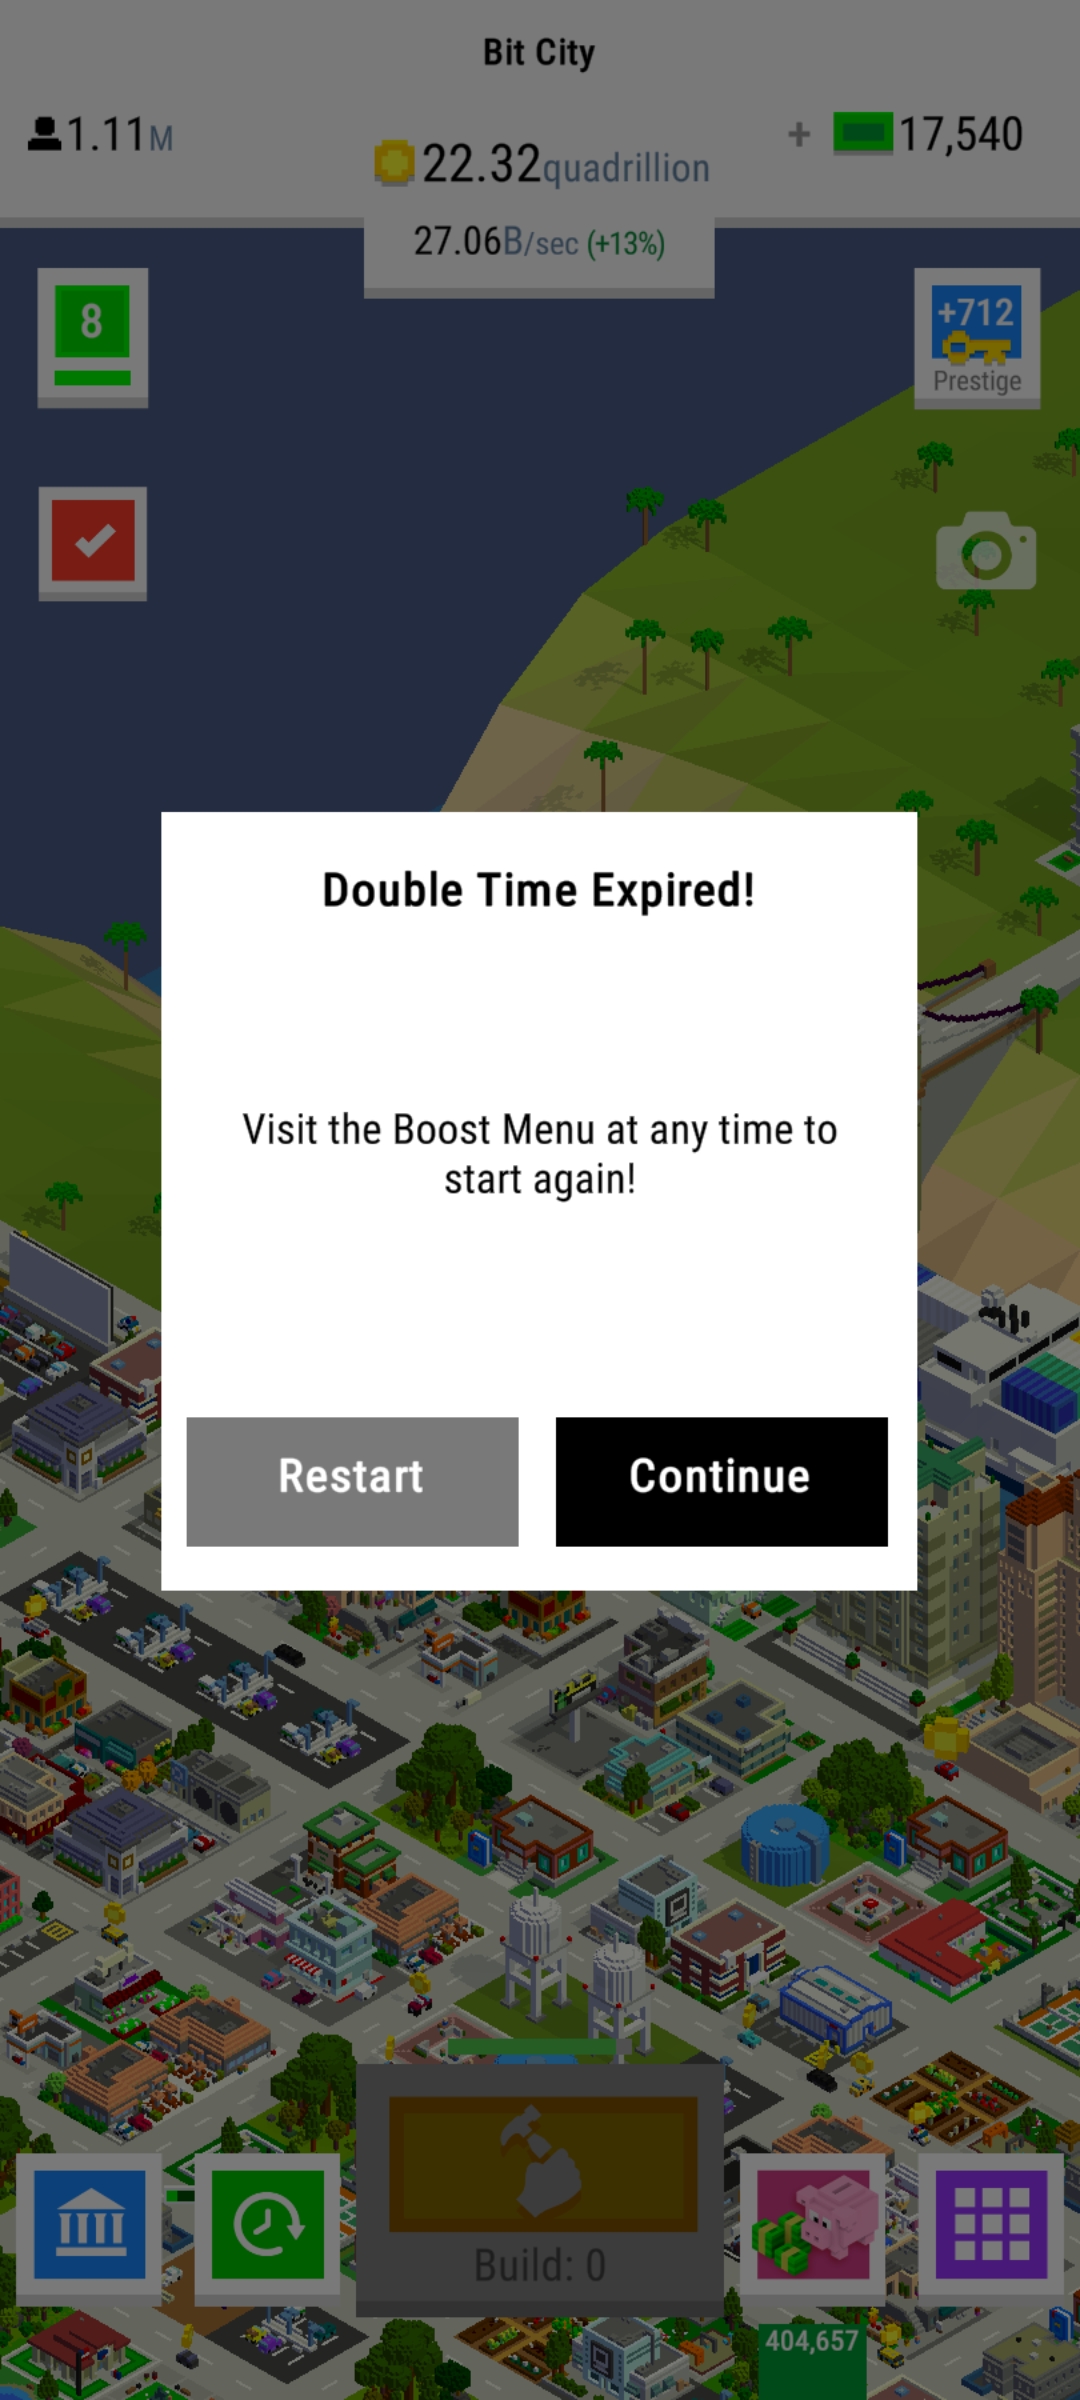 Bit City
1.11M
22.32quadrillion
+ 17,540
27.06B/sec (+13%)
8
+712
Prestige
Double Time Expired!
Visit the Boost Menu at any time to
start again!
Restart
Continue
Build: 0
404,657